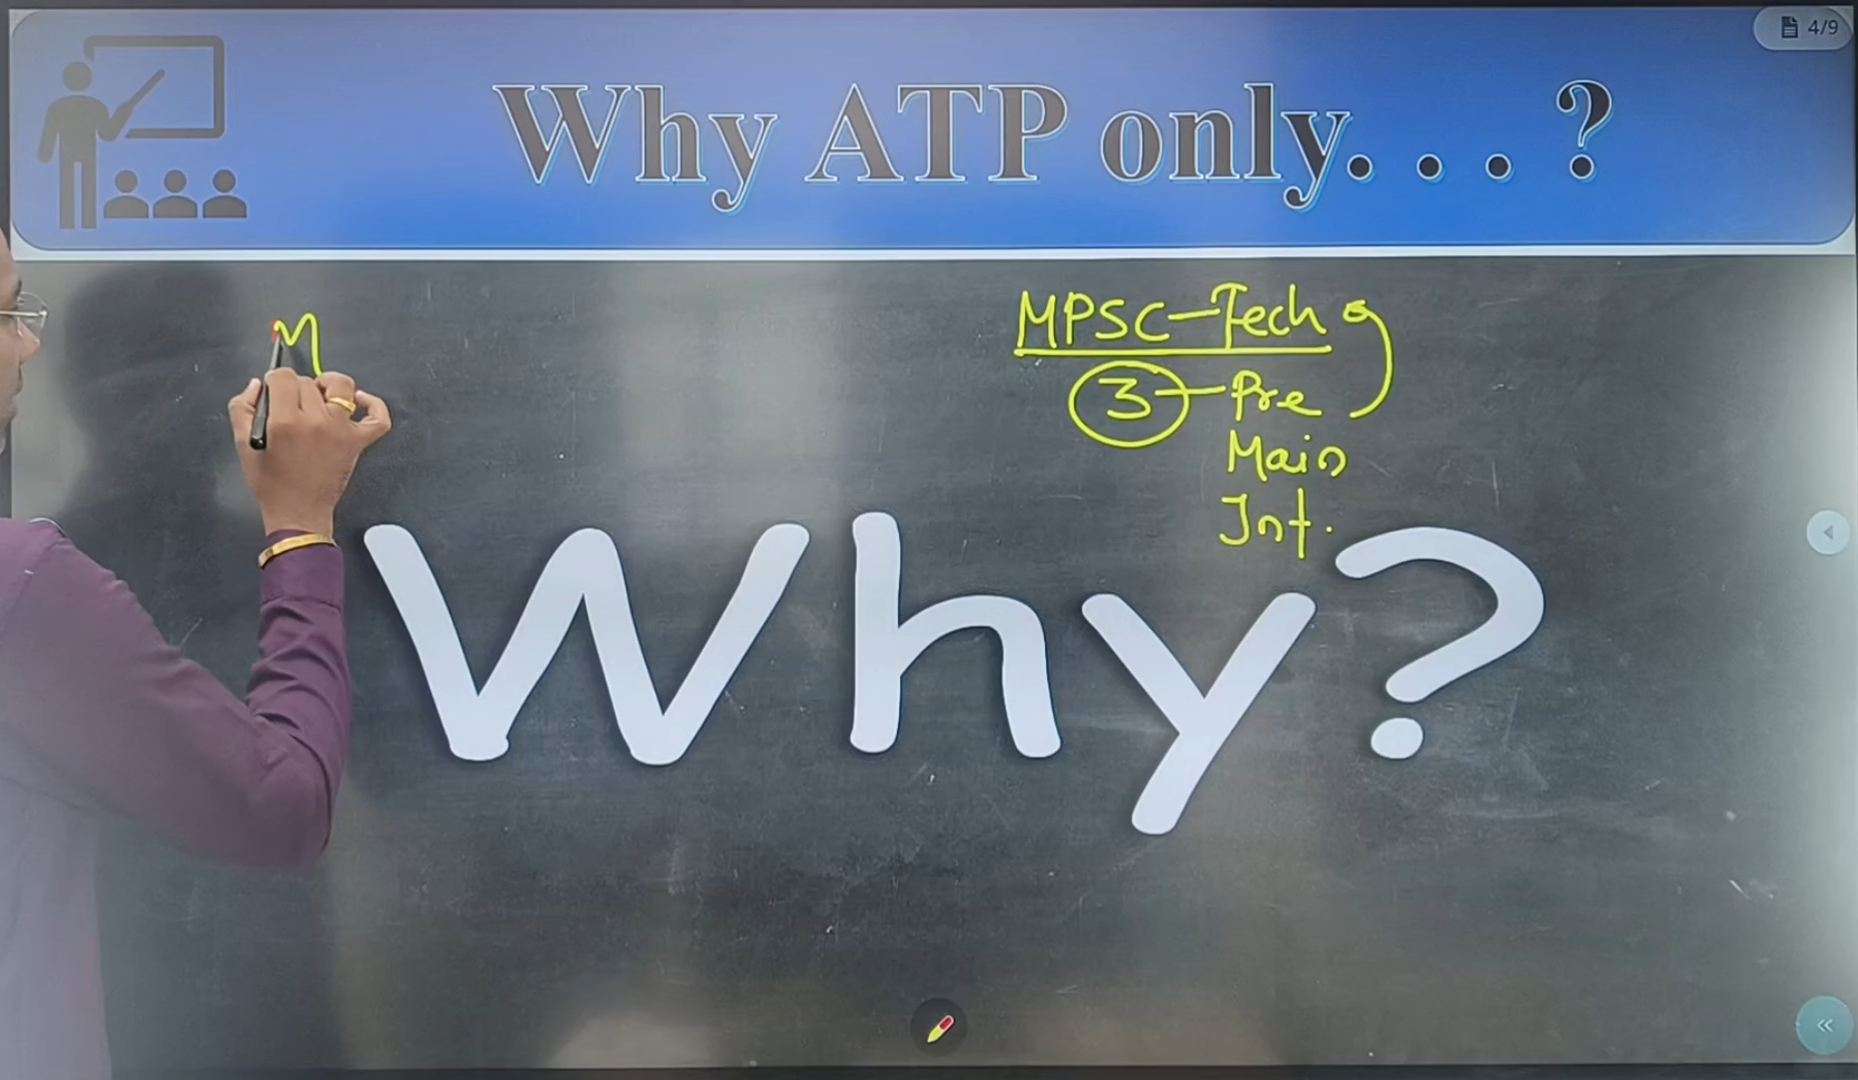 4/9
Why ATP only. . . ?
M
MPSC-Tech
3 - Pre
Main
Int.
Why?